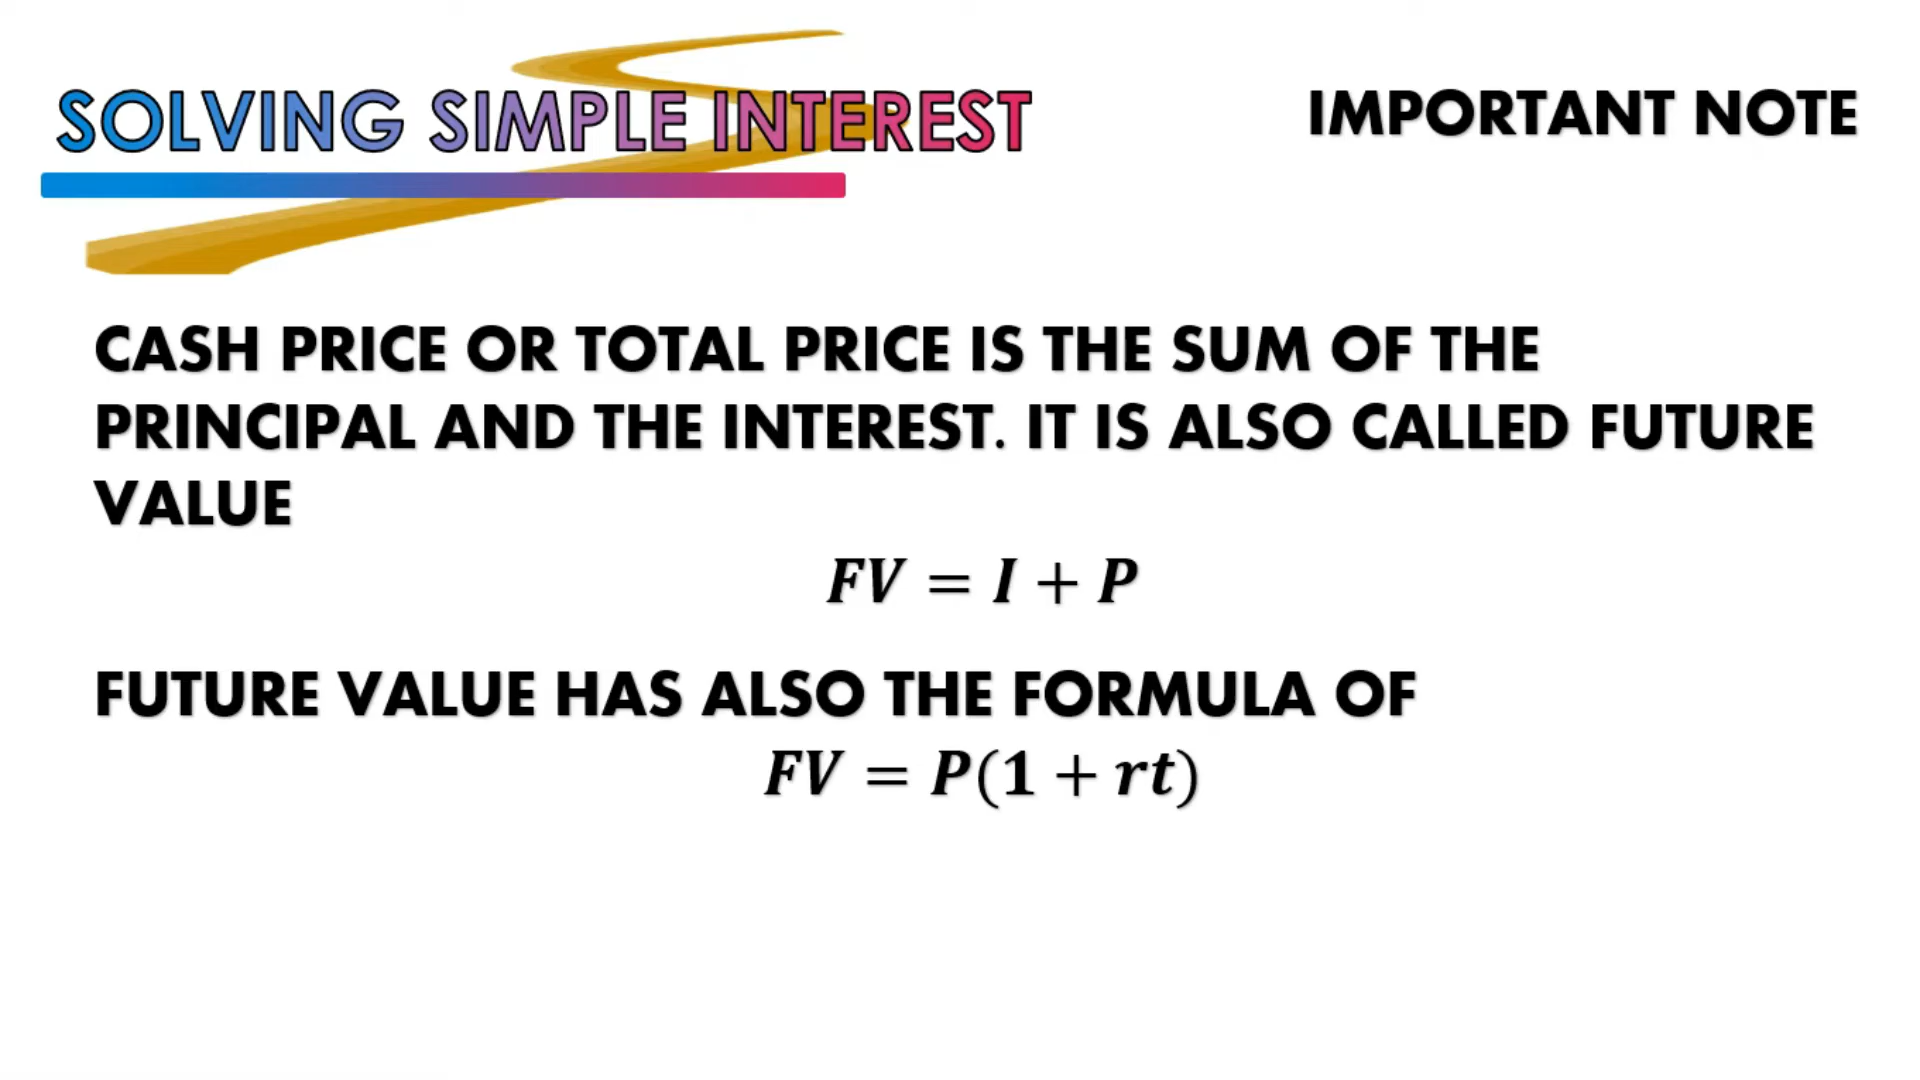 SOLVING SIMPLE INTEREST
IMPORTANT NOTE
CASH PRICE OR TOTAL PRICE IS THE SUM OF THE
PRINCIPAL AND THE INTEREST. IT IS ALSO CALLED FUTURE
VALUE
FV = I + P
FUTURE VALUE HAS ALSO THE FORMULA OF
FV = P(1 + rt)